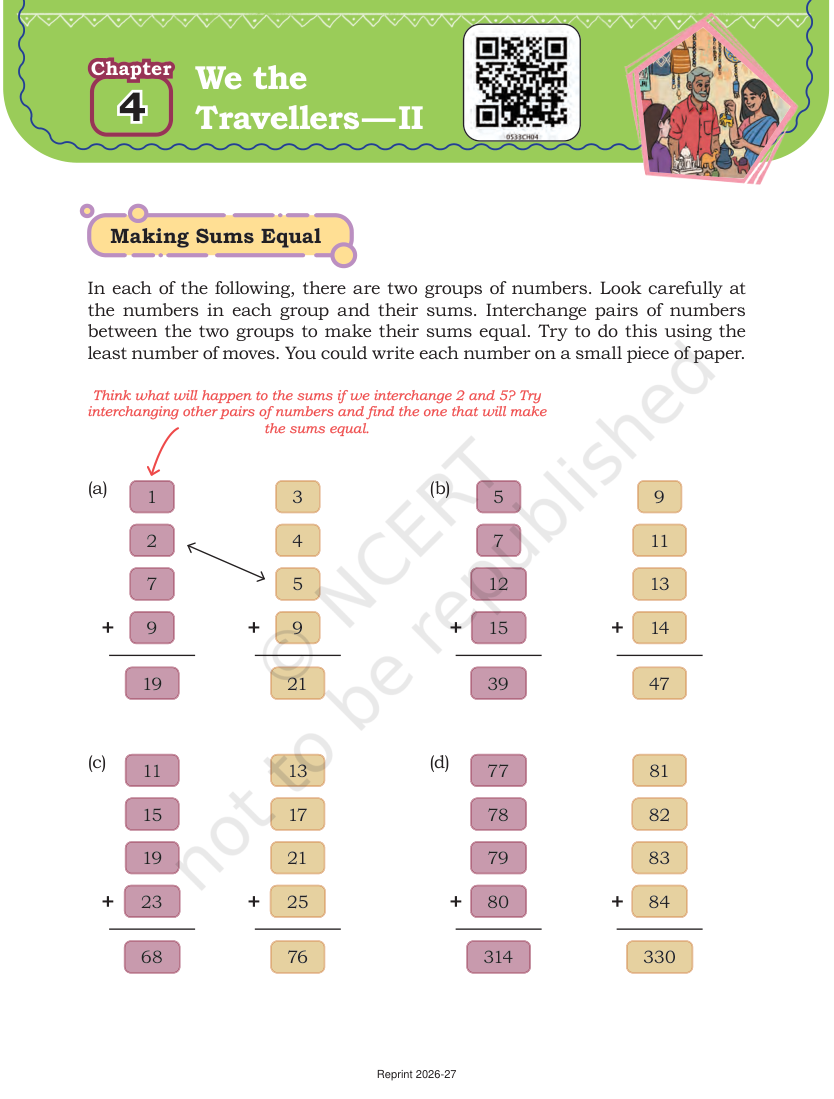 Chapter
4
We the
Travellers—II
0533CH04
Making Sums Equal
In each of the following, there are two groups of numbers. Look carefully at
the numbers in each group and their sums. Interchange pairs of numbers
between the two groups to make their sums equal. Try to do this using the
least number of moves. You could write each number on a small piece of paper.
Think what will happen to the sums if we interchange 2 and 5? Try
interchanging other pairs of numbers and find the one that will make
the sums equal.
(a) 1 3
2 4
7 5
+ 9 + 9
19 21
(b) 5 9
7 11
12 13
+ 15 + 14
39 47
(c) 11 13
15 17
19 21
+ 23 + 25
68 76
(d) 77 81
78 82
79 83
+ 80 + 84
314 330
© NCERT
not to be republished
Reprint 2026-27